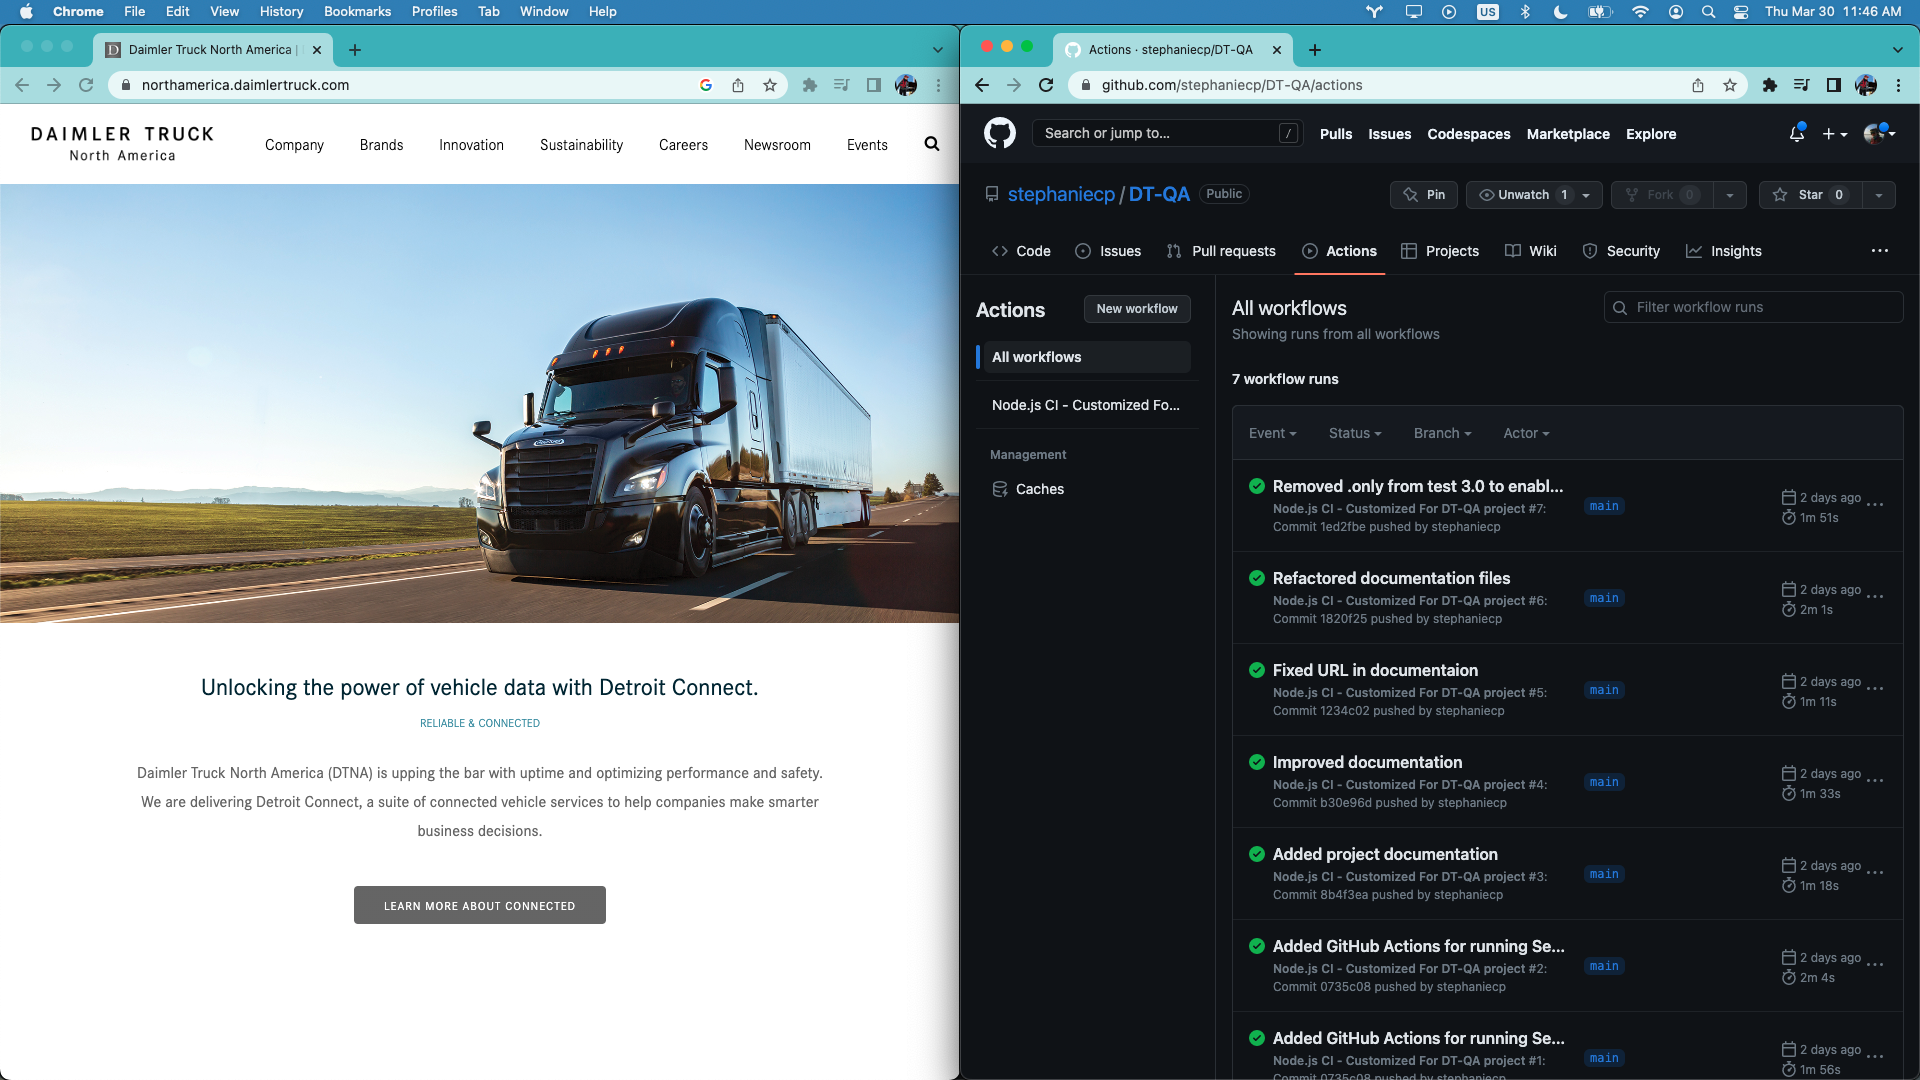 Chrome File Edit View History Bookmarks Profiles Tab Window Help
US Thu Mar 30 11:46 AM
Daimler Truck North America |
northamerica.daimlertruck.com
DAIMLER TRUCK
North America
Company Brands Innovation Sustainability Careers Newsroom Events
Unlocking the power of vehicle data with Detroit Connect.
RELIABLE & CONNECTED
Daimler Truck North America (DTNA) is upping the bar with uptime and optimizing performance and safety.
We are delivering Detroit Connect, a suite of connected vehicle services to help companies make smarter
business decisions.
LEARN MORE ABOUT CONNECTED
Actions · stephaniecp/DT-QA
github.com/stephaniecp/DT-QA/actions
Search or jump to... /
Pulls Issues Codespaces Marketplace Explore
stephaniecp / DT-QA Public
Pin Unwatch 1 Fork 0 Star 0
Code Issues Pull requests Actions Projects Wiki Security Insights
Actions New workflow
All workflows
Node.js CI - Customized Fo...
Management
Caches
All workflows
Showing runs from all workflows
Filter workflow runs
7 workflow runs
Event Status Branch Actor
Removed .only from test 3.0 to enabl...
Node.js CI - Customized For DT-QA project #7:
Commit 1ed2fbe pushed by stephaniecp
main
2 days ago
1m 51s
Refactored documentation files
Node.js CI - Customized For DT-QA project #6:
Commit 1820f25 pushed by stephaniecp
main
2 days ago
2m 1s
Fixed URL in documentaion
Node.js CI - Customized For DT-QA project #5:
Commit 1234c02 pushed by stephaniecp
main
2 days ago
1m 11s
Improved documentation
Node.js CI - Customized For DT-QA project #4:
Commit b30e96d pushed by stephaniecp
main
2 days ago
1m 33s
Added project documentation
Node.js CI - Customized For DT-QA project #3:
Commit 8b4f3ea pushed by stephaniecp
main
2 days ago
1m 18s
Added GitHub Actions for running Se...
Node.js CI - Customized For DT-QA project #2:
Commit 0735c08 pushed by stephaniecp
main
2 days ago
2m 4s
Added GitHub Actions for running Se...
Node.js CI - Customized For DT-QA project #1:
Commit 0735c08 pushed by stephaniecp
main
2 days ago
1m 56s